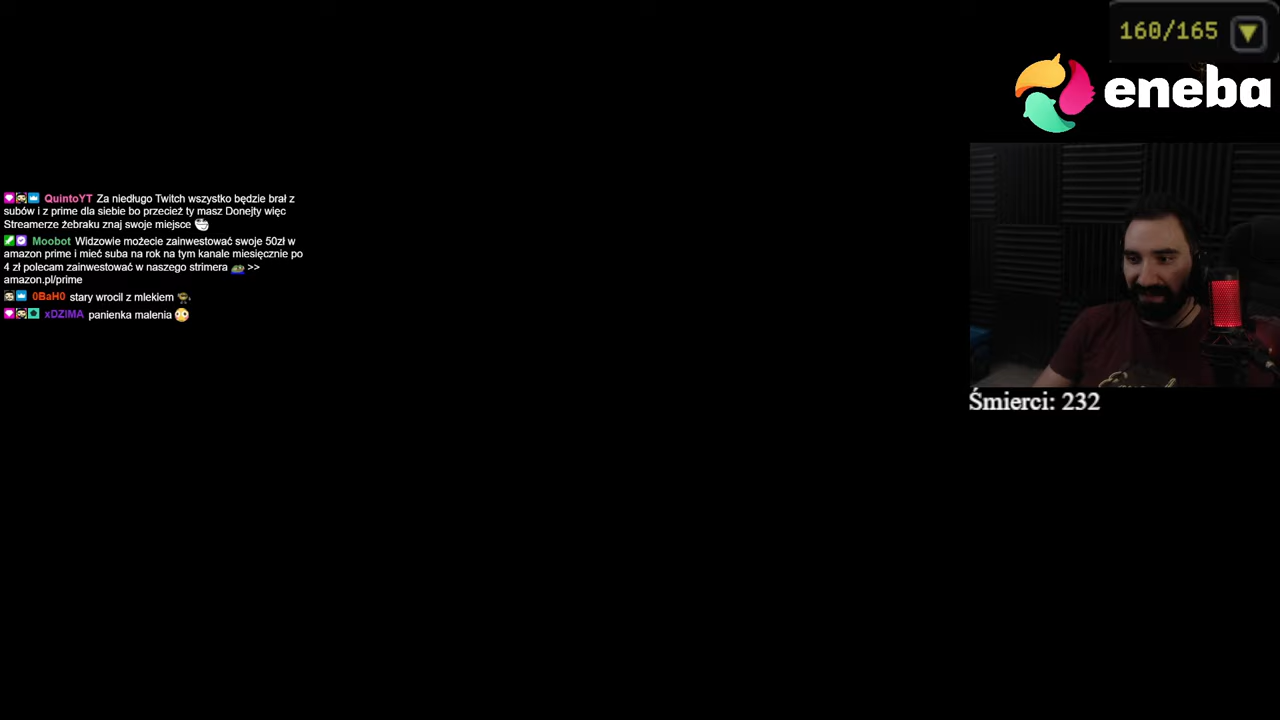 160/165
eneba
QuintoYT Za niedługo Twitch wszystko będzie brał z
subów i z prime dla siebie bo przecież ty masz Donejty więc
Streamerze żebraku znaj swoje miejsce
Moobot Widzowie możecie zainwestować swoje 50zł w
amazon prime i mieć suba na rok na tym kanale miesięcznie po
4 zł polecam zainwestować w naszego strimera >>
amazon.pl/prime
0BaH0 stary wrocil z mlekiem
xDZIMA panienka malenia
Śmierci: 232